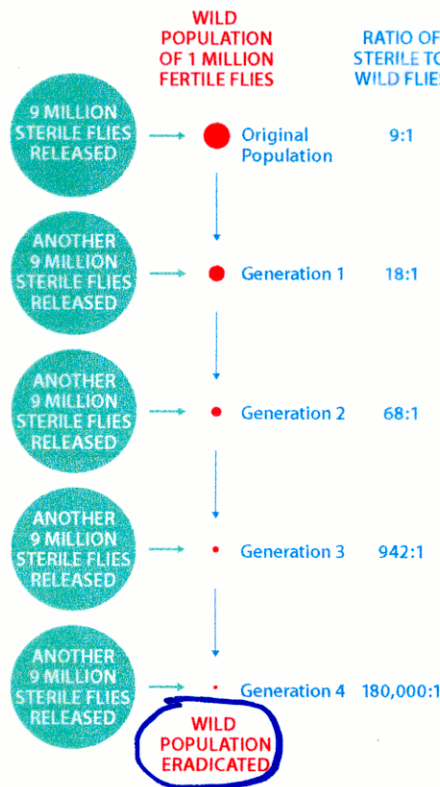 WILD
POPULATION
OF 1 MILLION
FERTILE FLIES
RATIO OF
STERILE TO
WILD FLIES
9 MILLION
STERILE FLIES
RELEASED
Original
Population
9:1
ANOTHER
9 MILLION
STERILE FLIES
RELEASED
Generation 1
18:1
ANOTHER
9 MILLION
STERILE FLIES
RELEASED
Generation 2
68:1
ANOTHER
9 MILLION
STERILE FLIES
RELEASED
Generation 3
942:1
ANOTHER
9 MILLION
STERILE FLIES
RELEASED
Generation 4
180,000:1
WILD
POPULATION
ERADICATED